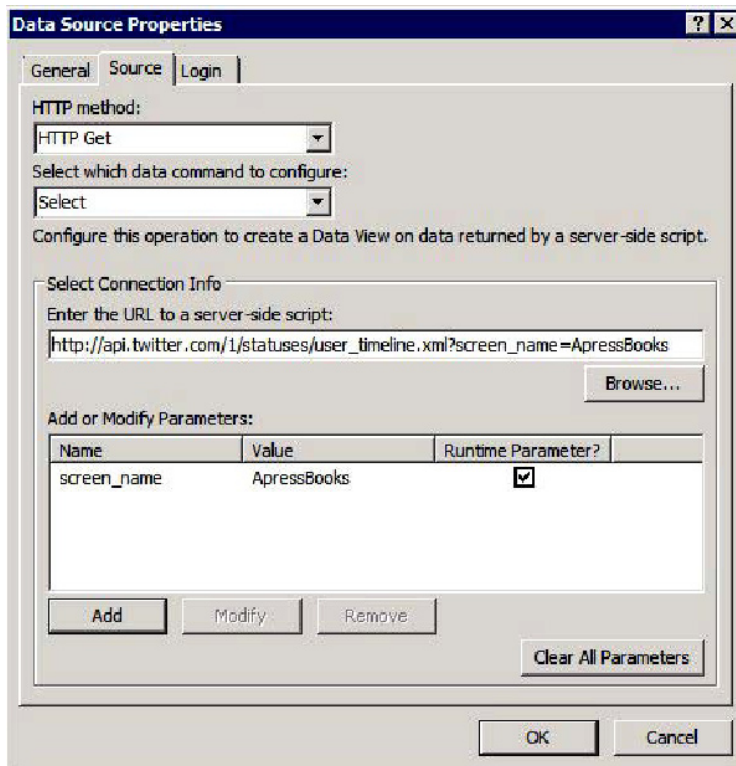 Data Source Properties
General Source Login
HTTP method:
HTTP Get
Select which data command to configure:
Select
Configure this operation to create a Data View on data returned by a server-side script.
Select Connection Info
Enter the URL to a server-side script:
http://api.twitter.com/1/statuses/user_timeline.xml?screen_name=ApressBooks
Browse...
Add or Modify Parameters:
Name Value Runtime Parameter?
screen_name ApressBooks
Add Modify Remove
Clear All Parameters
OK Cancel